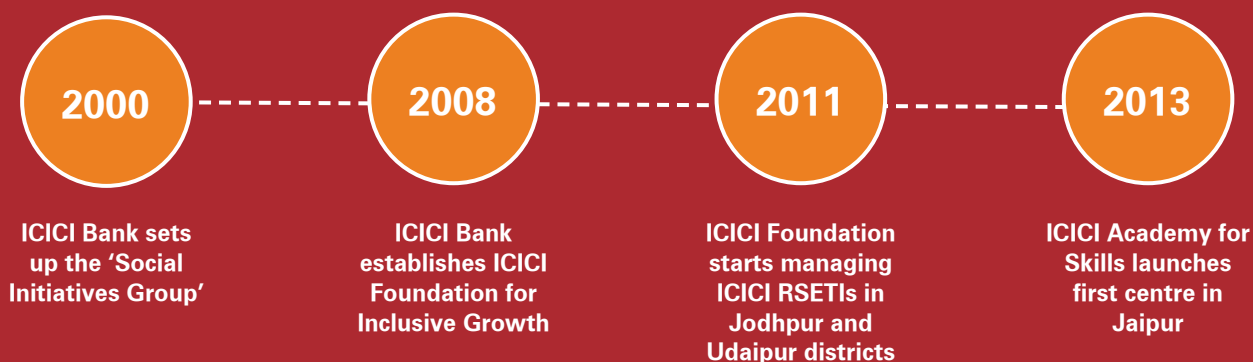 2000
ICICI Bank sets
up the ‘Social
Initiatives Group’
2008
ICICI Bank
establishes ICICI
Foundation for
Inclusive Growth
2011
ICICI Foundation
starts managing
ICICI RSETIs in
Jodhpur and
Udaipur districts
2013
ICICI Academy for
Skills launches
first centre in
Jaipur